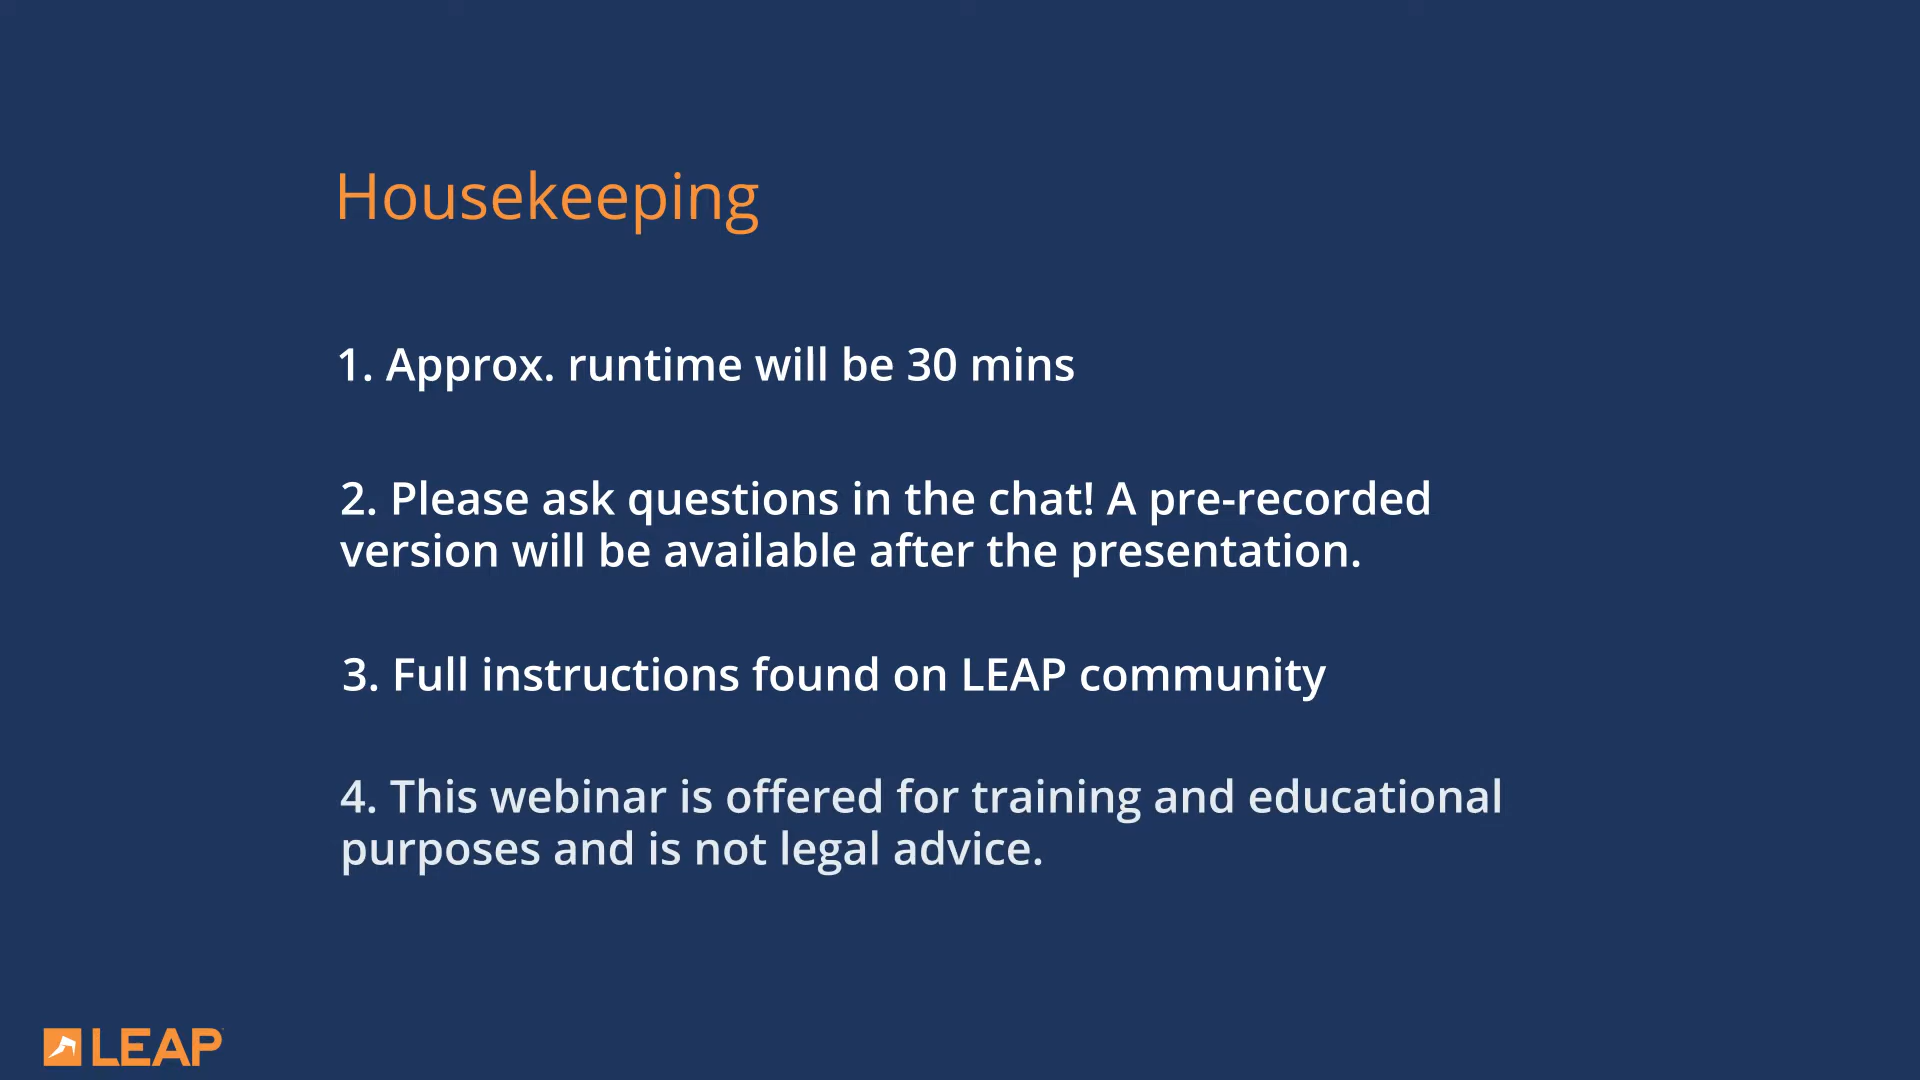 Housekeeping
1. Approx. runtime will be 30 mins
2. Please ask questions in the chat! A pre-recorded
version will be available after the presentation.
3. Full instructions found on LEAP community
4. This webinar is offered for training and educational
purposes and is not legal advice.
LEAP